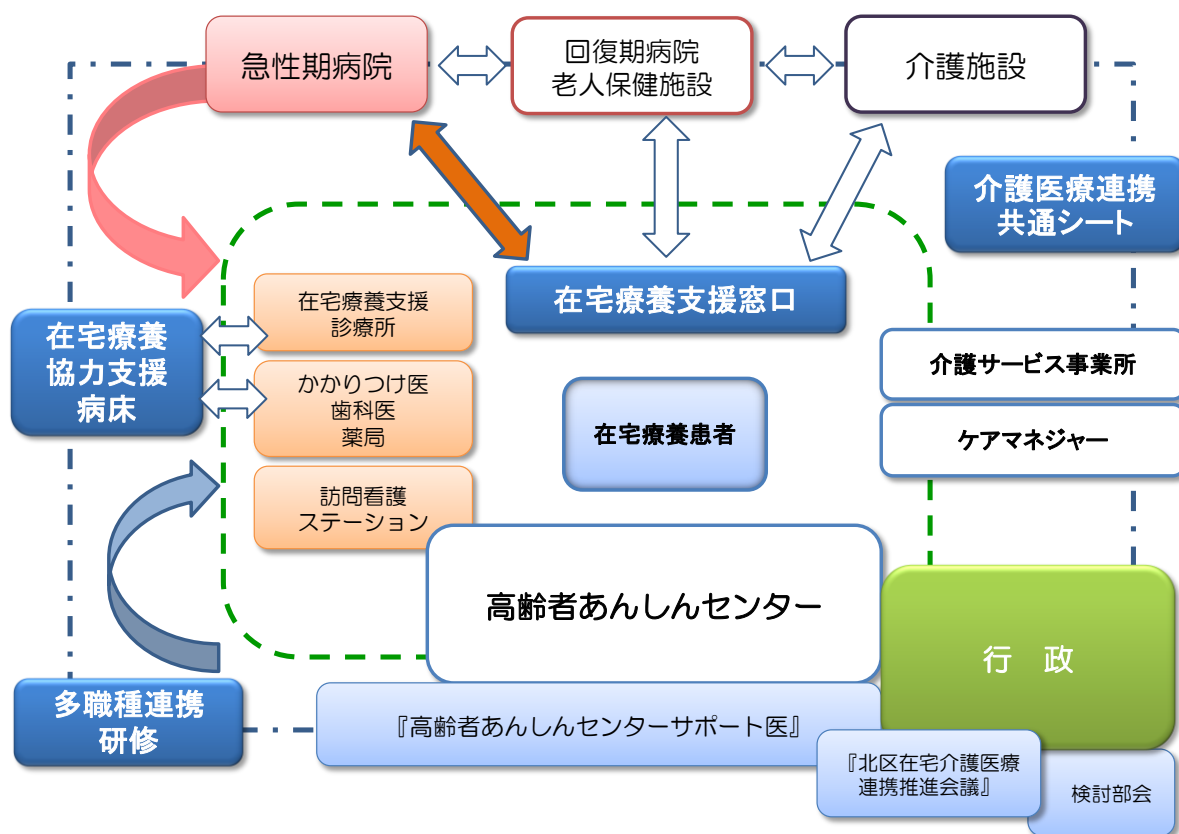 急性期病院
回復期病院
老人保健施設
介護施設
介護医療連携
共通シート
在宅療養支援窓口
在宅療養支援
診療所
在宅療養
協力支援
病床
かかりつけ医
歯科医
薬局
介護サービス事業所
在宅療養患者
ケアマネジャー
訪問看護
ステーション
高齢者あんしんセンター
行　政
多職種連携
研修
『高齢者あんしんセンターサポート医』
『北区在宅介護医療
連携推進会議』
検討部会